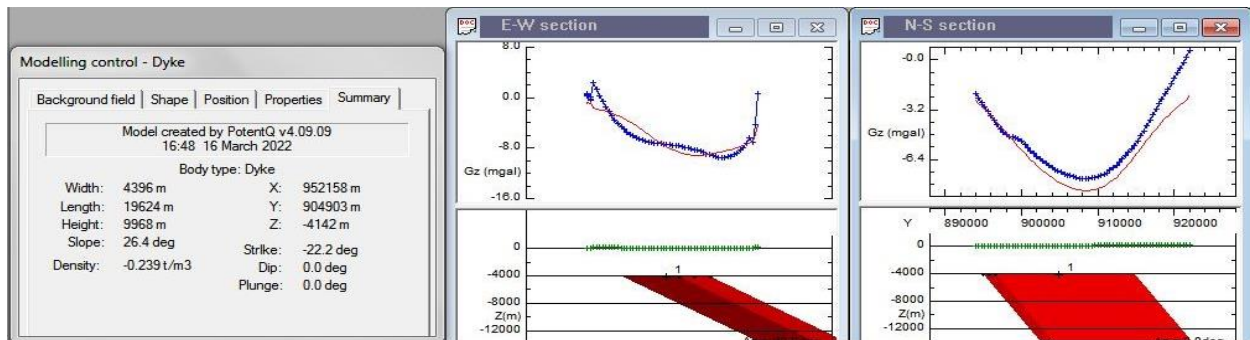 Modelling control - Dyke
Background field Shape Position Properties Summary
Model created by PotentQ v4.09.09
16:48 16 March 2022
Body type: Dyke
Width: 4396 m X: 952158 m
Length: 19624 m Y: 904903 m
Height: 9968 m Z: -4142 m
Slope: 26.4 deg Strike: -22.2 deg
Density: -0.239 t/m3 Dip: 0.0 deg
Plunge: 0.0 deg
DOC E-W section
8.0
0.0
-8.0
Gz (mgal)
-16.0
0
1
-4000
-8000
Z(m)
-12000
DOC N-S section
-0.0
-3.2
Gz (mgal)
-6.4
Y 890000 900000 910000 920000
0
1
-4000
-8000
Z(m)
-12000